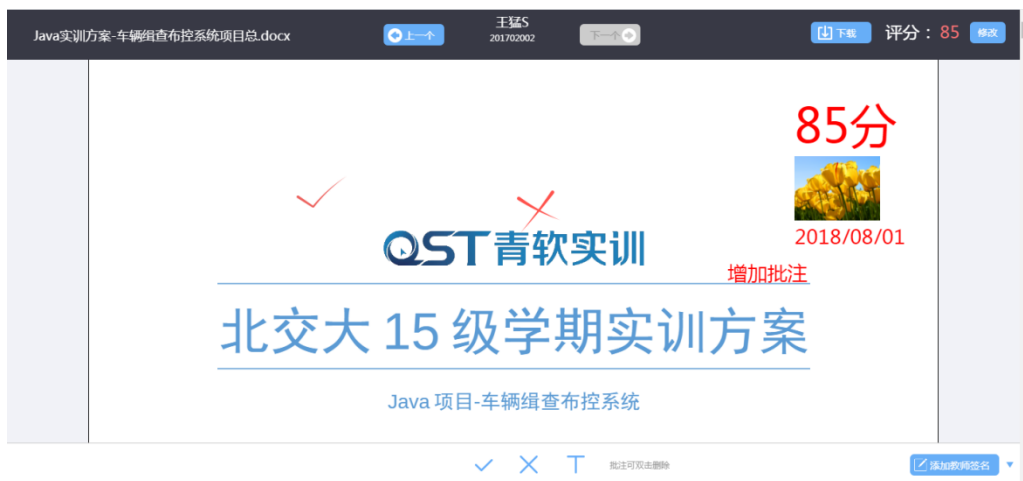 Java实训方案-车辆缉查布控系统项目总.docx
上一个
王猛S
201702002
下一个
下载
评分：85
修改
85分
2018/08/01
QST青软实训
增加批注
北交大 15 级学期实训方案
Java 项目-车辆缉查布控系统
批注可双击删除
添加教师签名